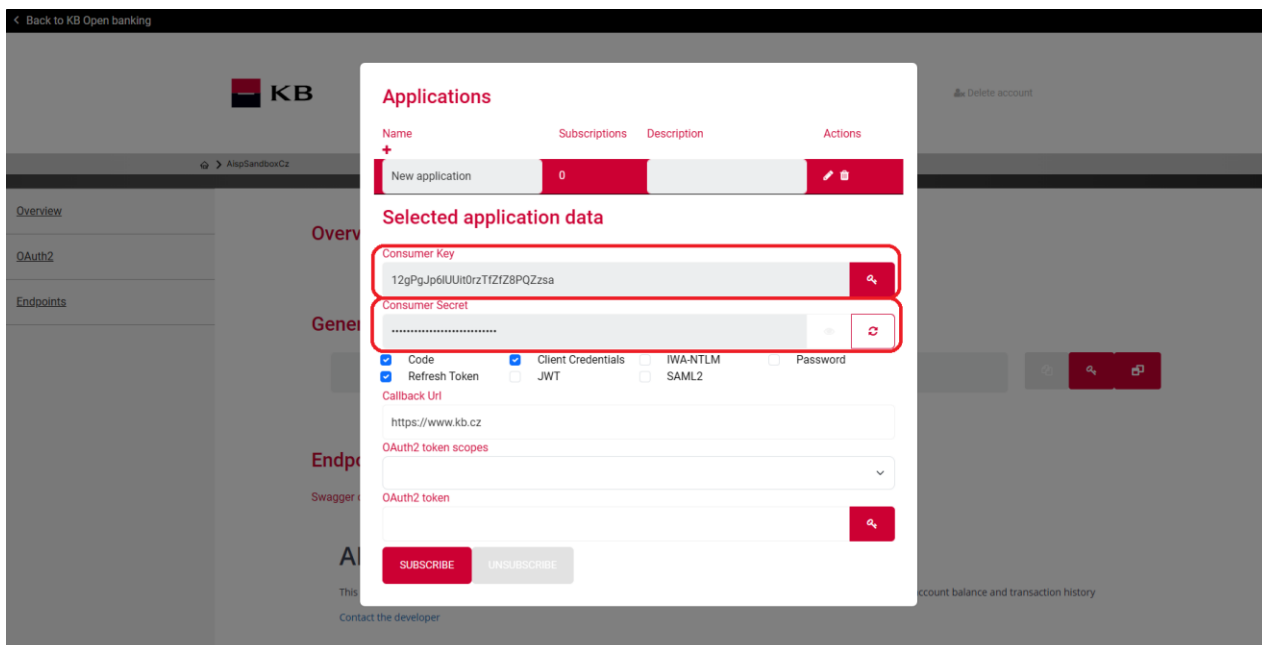 Back to KB Open banking
KB
Delete account
AispSandboxCz
Overview
OAuth2
Endpoints
Applications
Name Subscriptions Description Actions
+
New application 0
Selected application data
Consumer Key
12gPgJp6IUUit0rzTfZfZ8PQZzsa
Consumer Secret
Code Client Credentials IWA-NTLM Password
Refresh Token JWT SAML2
Callback Url
https://www.kb.cz
OAuth2 token scopes
OAuth2 token
SUBSCRIBE UNSUBSCRIBE
Overv
Gener
Endpo
Swagger
This
ccount balance and transaction history
Contact the developer